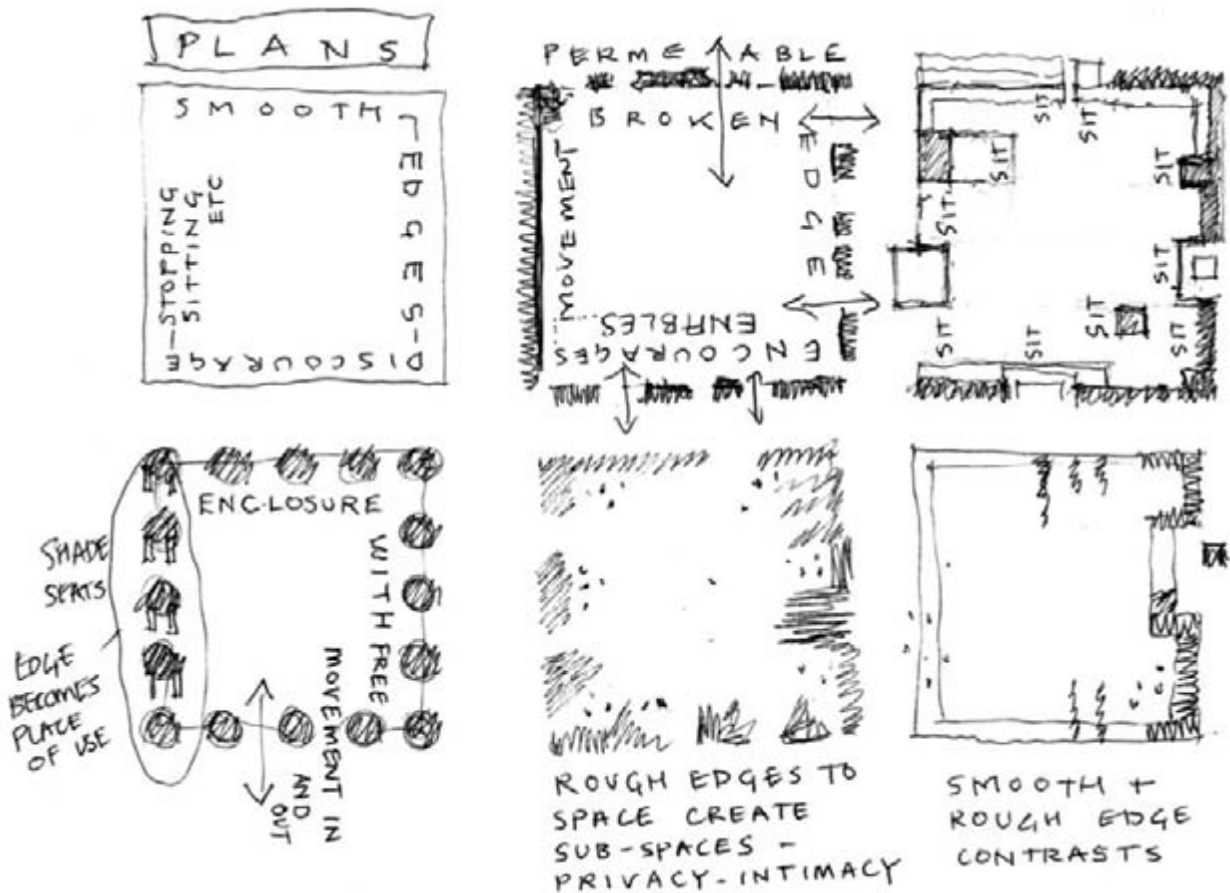 PLANS
SMOOTH
EDGES-
DISCOURAGE-
STOPPING
SITTING
ETC
PERMEABLE
BROKEN
EDGE
ENCOURAGES
ENABLES
MOVEMENT
SIT
SIT
SIT
SIT
SIT
SIT
SIT
SIT
SIT
SIT
ENCLOSURE
WITH FREE
MOVEMENT IN
AND
OUT
SHADE
SEATS
EDGE
BECOMES
PLACE
OF USE
ROUGH EDGES TO
SPACE CREATE
SUB-SPACES -
PRIVACY-INTIMACY
SMOOTH +
ROUGH EDGE
CONTRASTS